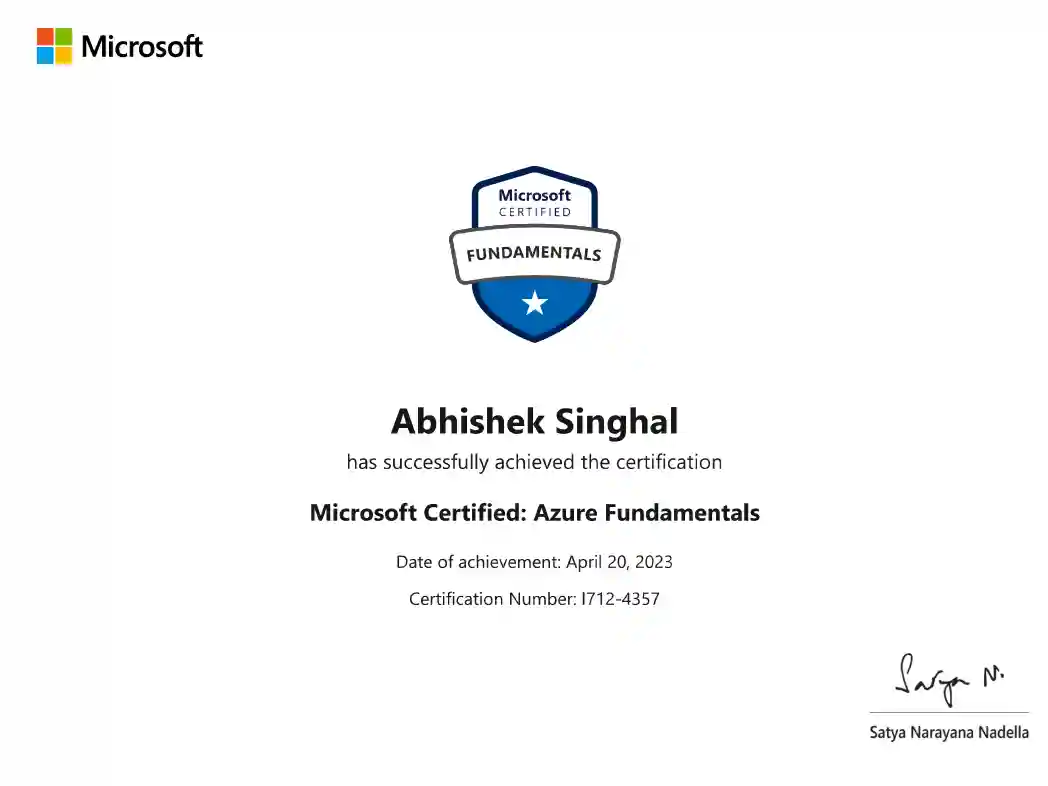 Microsoft
Microsoft
CERTIFIED
FUNDAMENTALS
Abhishek Singhal
has successfully achieved the certification
Microsoft Certified: Azure Fundamentals
Date of achievement: April 20, 2023
Certification Number: I712-4357
Satya N.
Satya Narayana Nadella